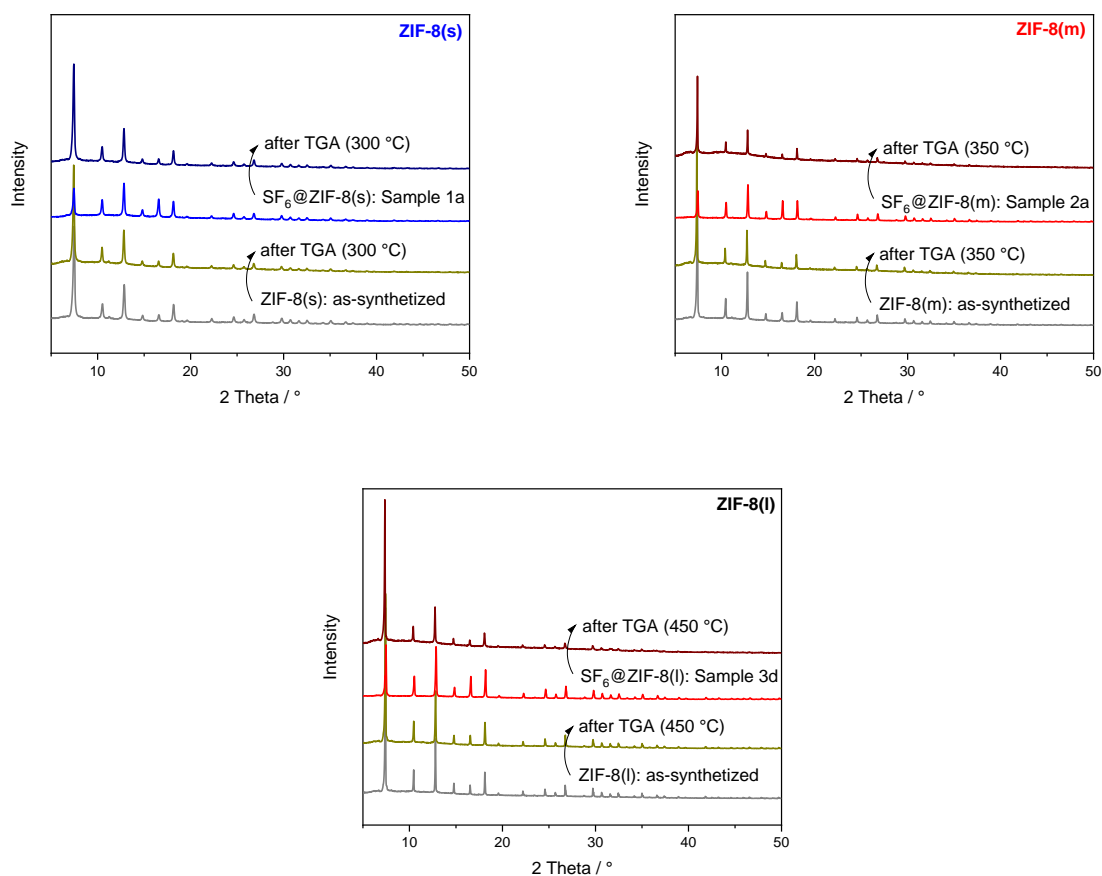 ZIF-8(s)
Intensity
after TGA (300 °C)
SF6@ZIF-8(s): Sample 1a
after TGA (300 °C)
ZIF-8(s): as-synthetized
10 20 30 40 50
2 Theta / °
ZIF-8(m)
Intensity
after TGA (350 °C)
SF6@ZIF-8(m): Sample 2a
after TGA (350 °C)
ZIF-8(m): as-synthetized
10 20 30 40 50
2 Theta / °
ZIF-8(l)
Intensity
after TGA (450 °C)
SF6@ZIF-8(l): Sample 3d
after TGA (450 °C)
ZIF-8(l): as-synthetized
10 20 30 40 50
2 Theta / °